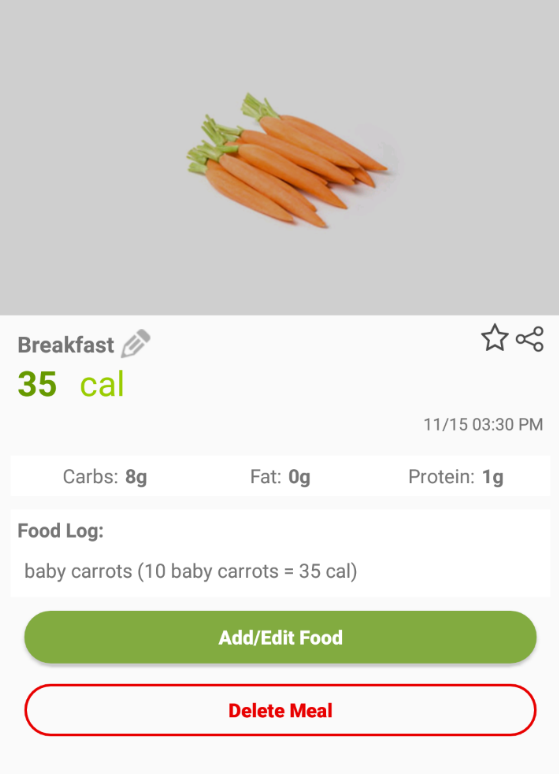 Breakfast
35 cal
11/15 03:30 PM
Carbs: 8g Fat: 0g Protein: 1g
Food Log:
baby carrots (10 baby carrots = 35 cal)
Add/Edit Food
Delete Meal